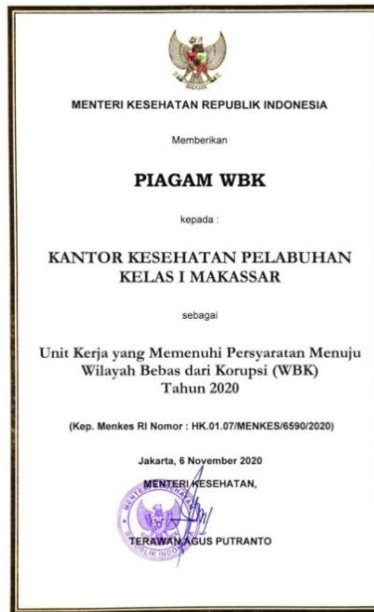 MENTERI KESEHATAN REPUBLIK INDONESIA
Memberikan
PIAGAM WBK
kepada :
KANTOR KESEHATAN PELABUHAN
KELAS I MAKASSAR
sebagai
Unit Kerja yang Memenuhi Persyaratan Menuju
Wilayah Bebas dari Korupsi (WBK)
Tahun 2020
(Kep. Menkes RI Nomor : HK.01.07/MENKES/6590/2020)
Jakarta, 6 November 2020
MENTERI KESEHATAN,
TERAWAN AGUS PUTRANTO